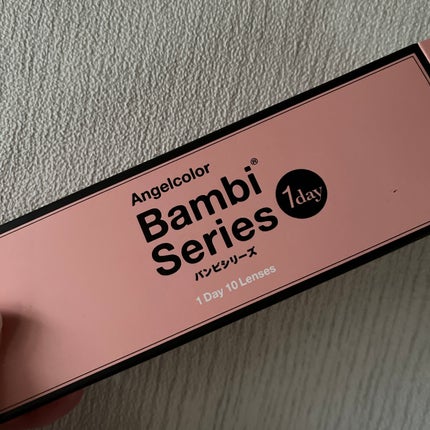 Angelcolor
Bambi®
Series 1day
バンビシリーズ
1 Day 10 Lenses